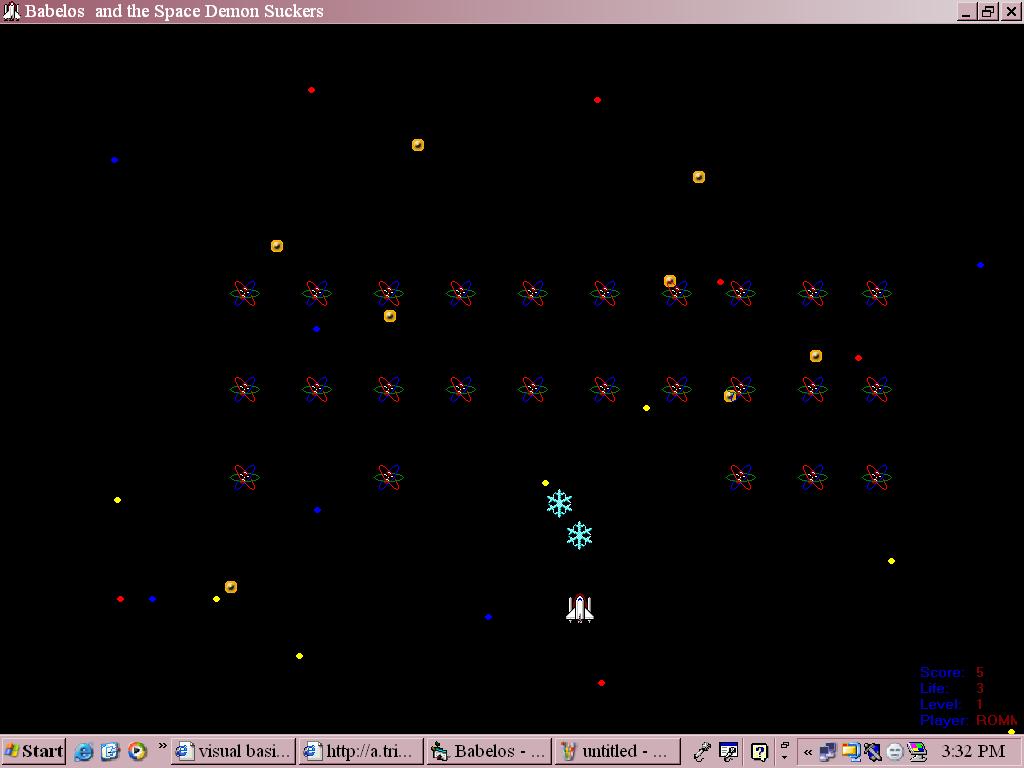 Babelos  and the Space Demon Suckers
Score: 5
Life: 3
Level: 1
Player: ROMM
Start
»
visual basi...
http://a.tri...
Babelos - ...
untitled - ...
«
3:32 PM